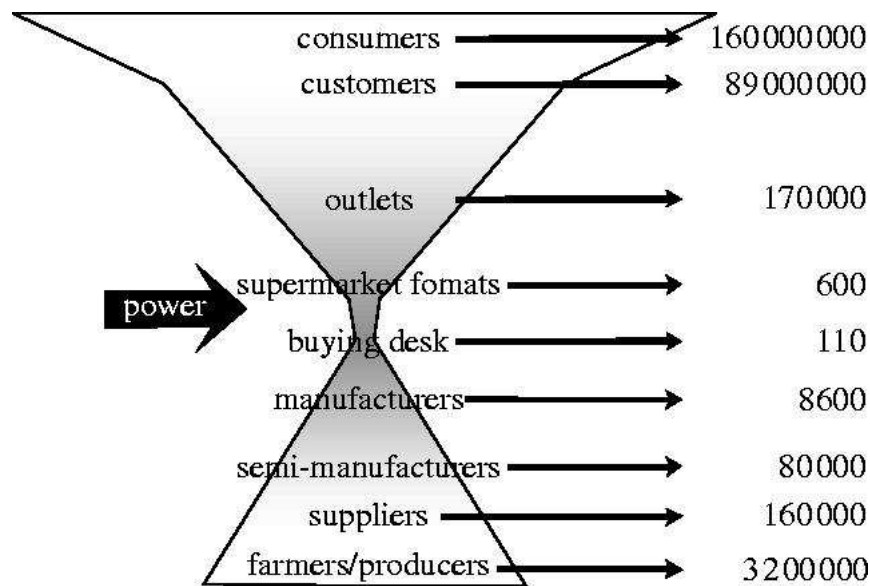 consumers 160000000
customers 89000000
outlets 170000
supermarket fomats 600
power
buying desk 110
manufacturers 8600
semi-manufacturers 80000
suppliers 160000
farmers/producers 3200000